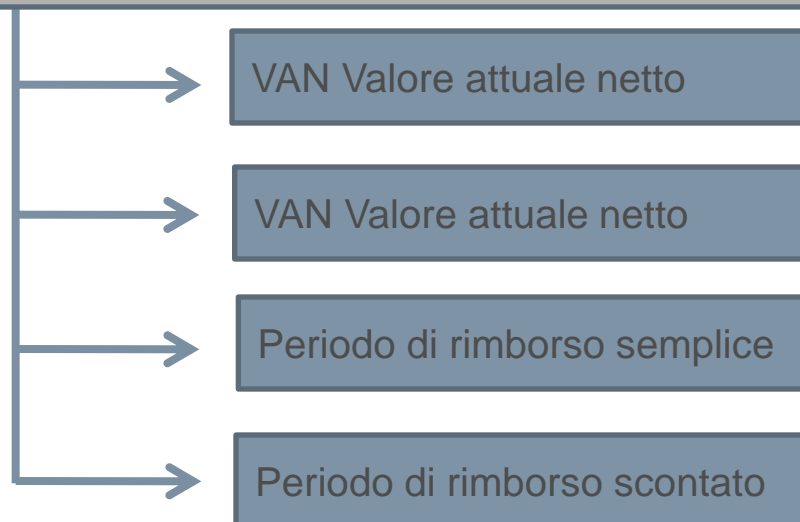 VAN Valore attuale netto
VAN Valore attuale netto
Periodo di rimborso semplice
Periodo di rimborso scontato